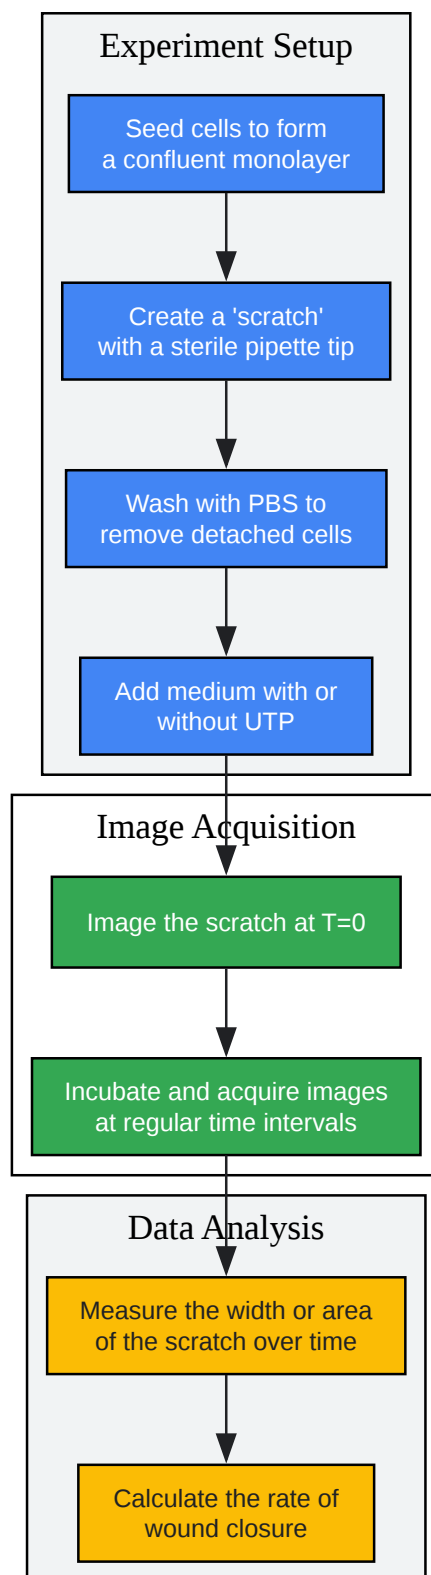 Experiment Setup
Seed cells to form
a confluent monolayer
Create a 'scratch'
with a sterile pipette tip
Wash with PBS to
remove detached cells
Add medium with or
without UTP
Image Acquisition
Image the scratch at T=0
Incubate and acquire images
at regular time intervals
Data Analysis
Measure the width or area
of the scratch over time
Calculate the rate of
wound closure